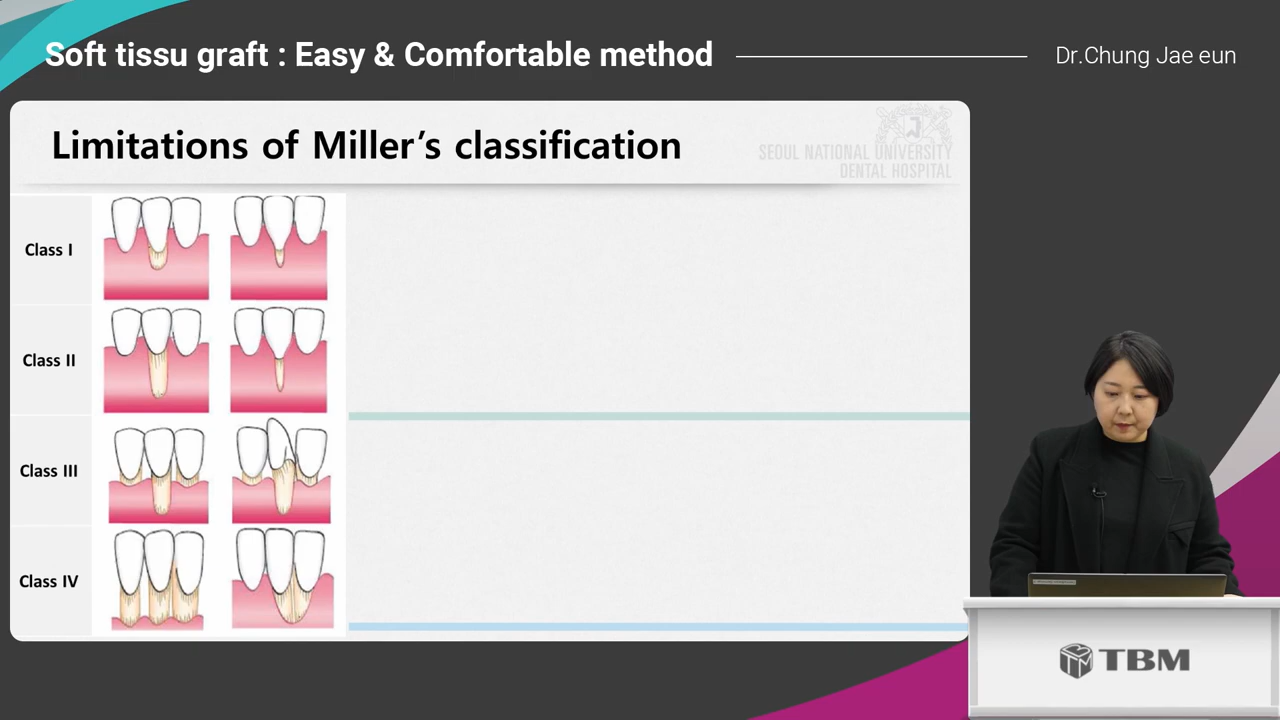 Soft tissu graft : Easy & Comfortable method
Dr.Chung Jae eun
Limitations of Miller's classification
SEOUL NATIONAL UNIVERSITY
DENTAL HOSPITAL
Class I
Class II
Class III
Class IV
TBM